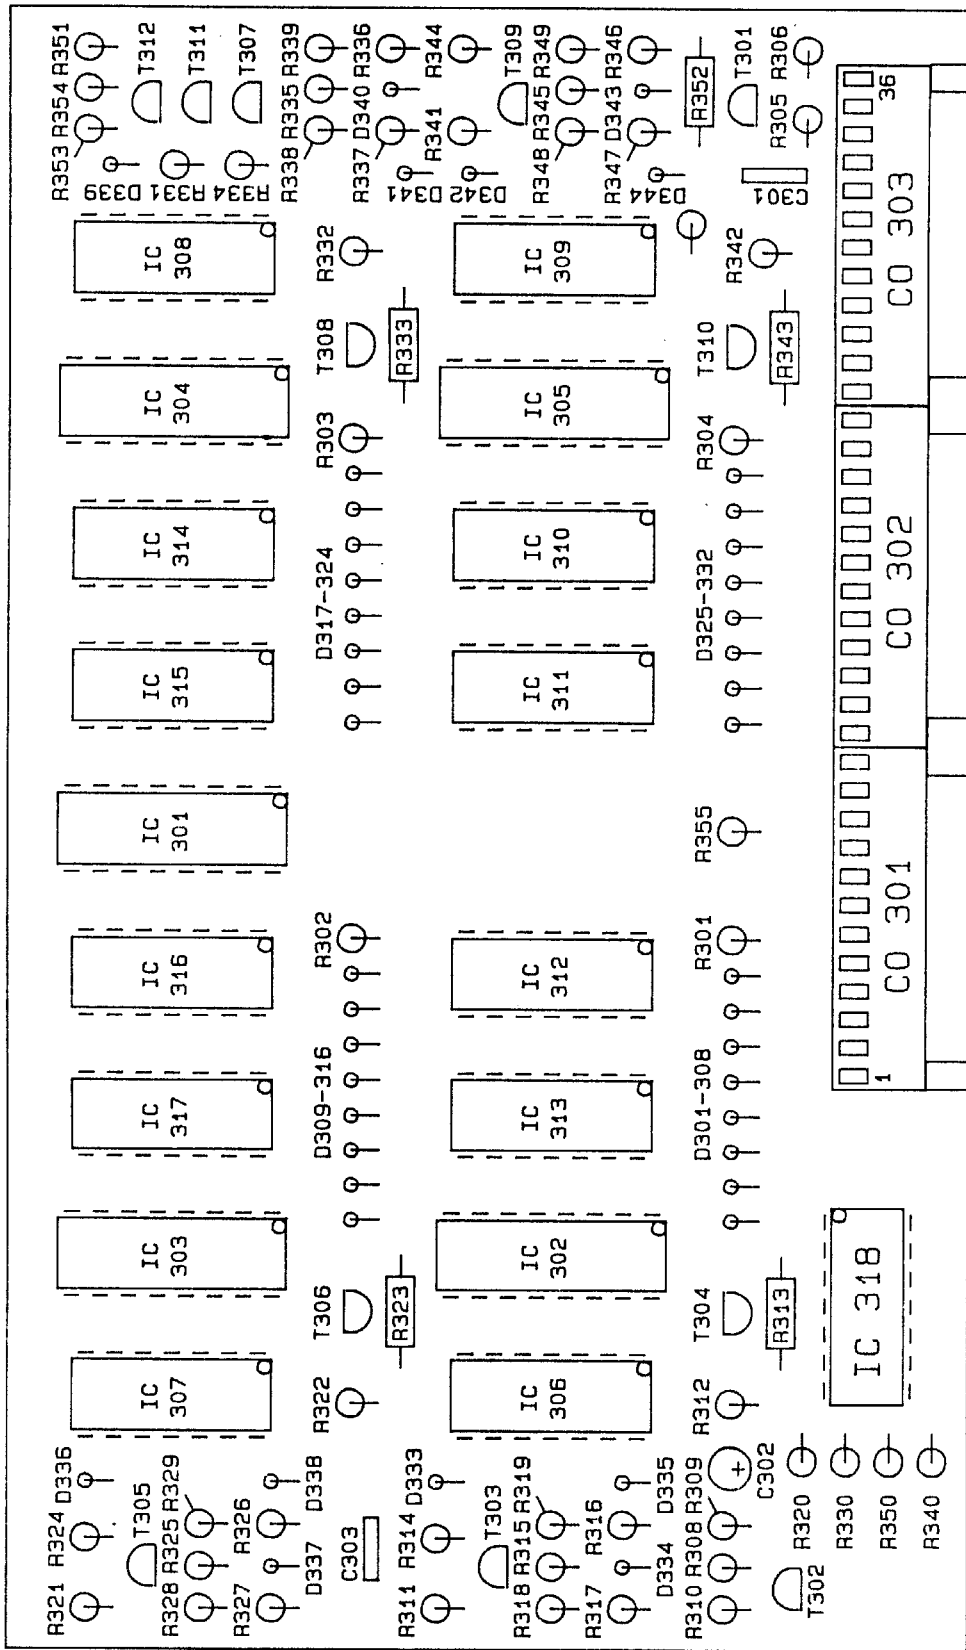 R353 R354 R351
T312
T311
T307
D339
R331
R334
R338 R335 R339
R337 D340 R336
D341
R341 R344
D342
T309
R348 R345 R349
R347 D343 R346
D344
R352
T301
C301
R305 R306
IC 308
R332
IC 309
R342
IC 304
T308
R333
IC 305
T310
R343
R303
R304
IC 314
D317-324
IC 310
D325-332
IC 315
IC 311
IC 301
R355
IC 316
R302
IC 312
R301
IC 317
D309-316
IC 313
D301-308
IC 303
T306
R323
IC 302
T304
R313
IC 307
R322
IC 306
R312
R321 R324 D336
T305
R328 R325 R329
R327 R326
D337 D338
C303
R311 R314 D333
T303
R318 R315 R319
R317 R316
D334 D335
R310 R308 R309
C302
T302
R320
R330
R350
R340
IC 318
1
CO 301
CO 302
CO 303
36